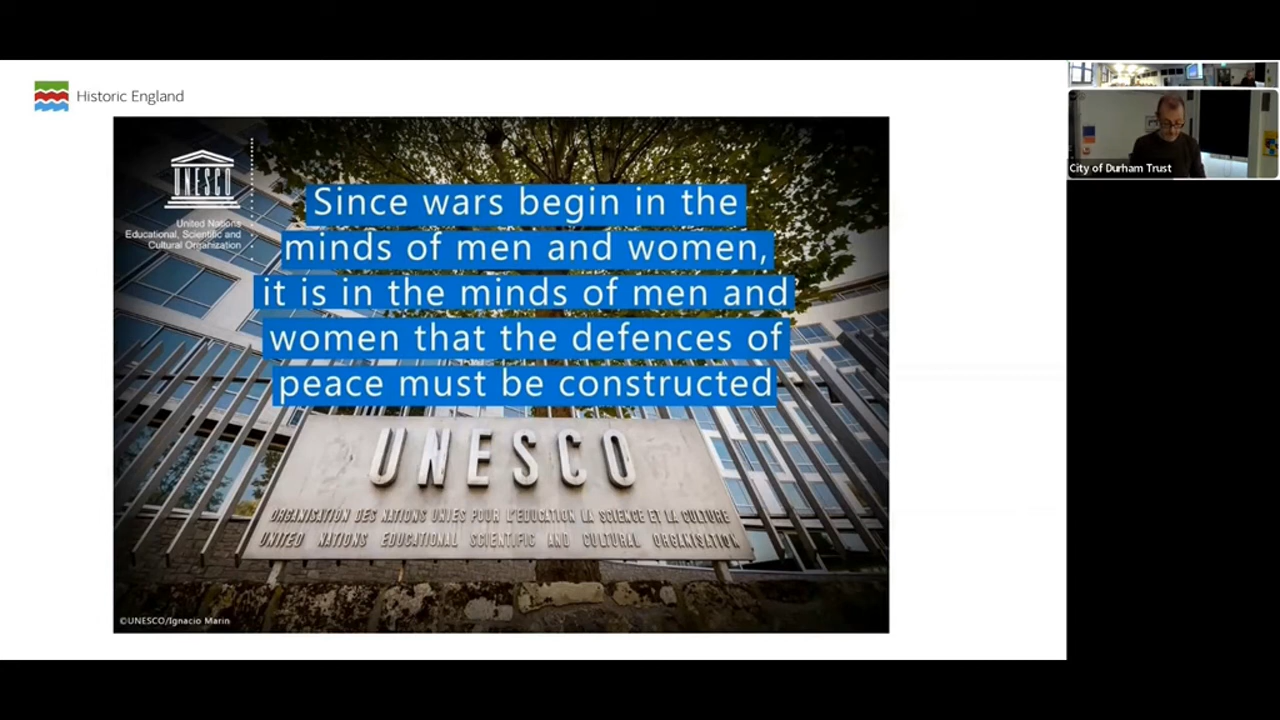 Historic England
UNESCO
United Nations
Educational, Scientific and
Cultural Organization
Since wars begin in the
minds of men and women,
it is in the minds of men and
women that the defences of
peace must be constructed
UNESCO
ORGANISATION DES NATIONS UNIES POUR L'EDUCATION LA SCIENCE ET LA CULTURE
UNITED NATIONS EDUCATIONAL SCIENTIFIC AND CULTURAL ORGANISATION
©UNESCO/Ignacio Marin
City of Durham Trust